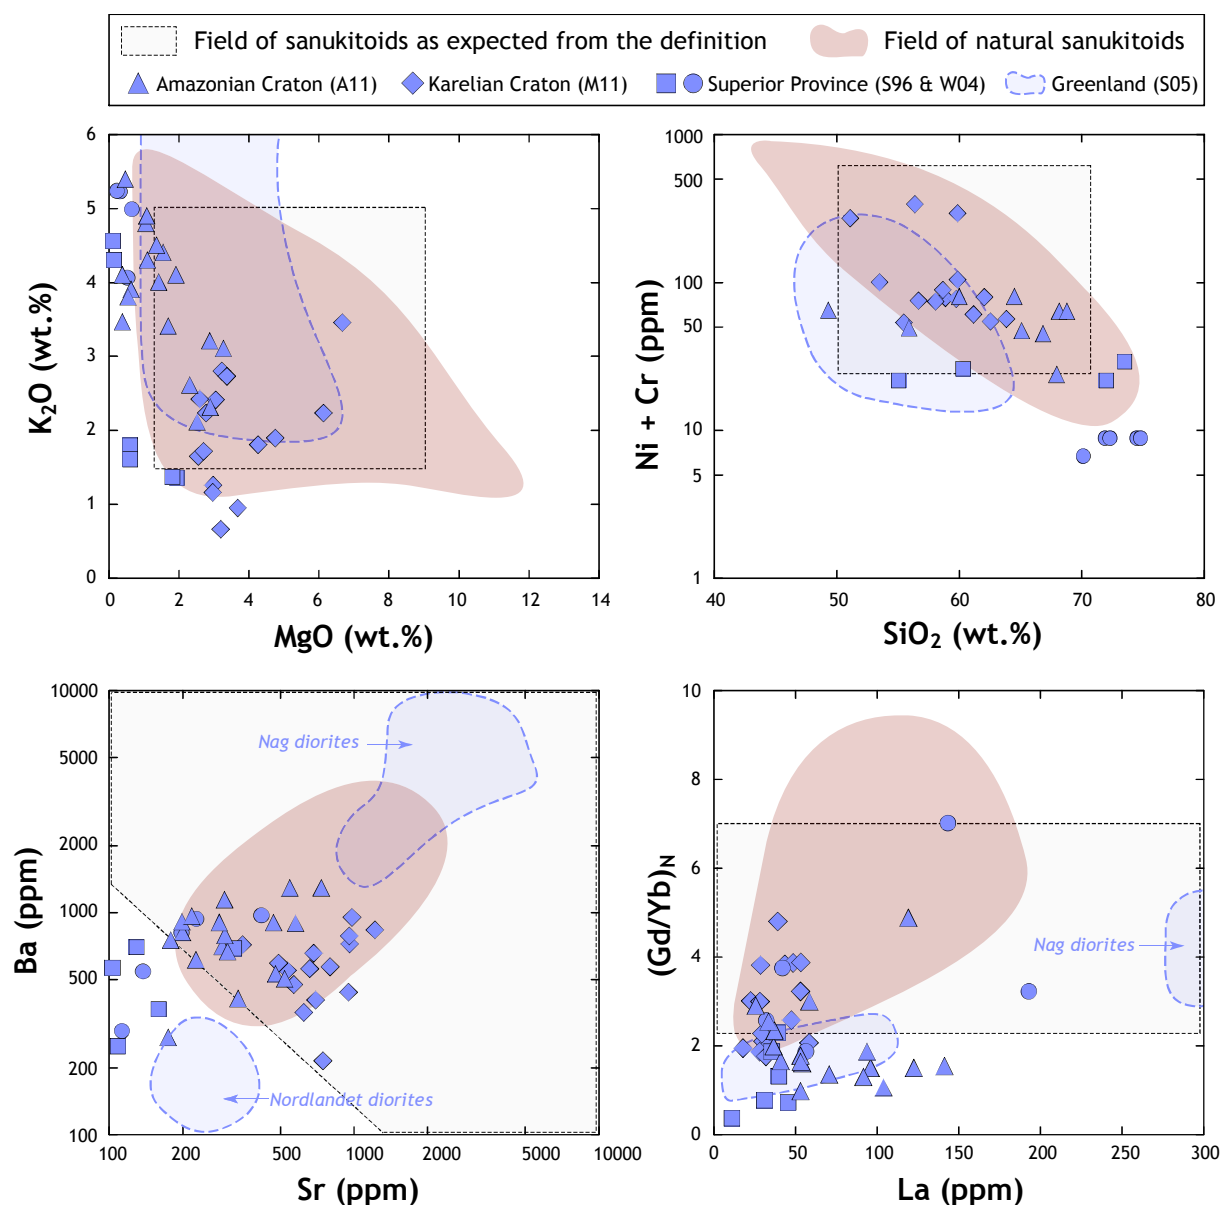 Field of sanukitoids as expected from the definition Field of natural sanukitoids
Amazonian Craton (A11) Karelian Craton (M11) Superior Province (S96 & W04) Greenland (S05)
6
5
4
3
2
1
0
K₂O (wt.%)
0 2 4 6 8 10 12 14
MgO (wt.%)
1000
500
100
50
10
5
1
Ni + Cr (ppm)
40 50 60 70 80
SiO₂ (wt.%)
10000
5000
2000
1000
500
200
100
Ba (ppm)
Nag diorites
Nordlandet diorites
100 200 500 1000 2000 5000 10000
Sr (ppm)
10
8
6
4
2
0
(Gd/Yb)N
Nag diorites
0 50 100 150 200 250 300
La (ppm)